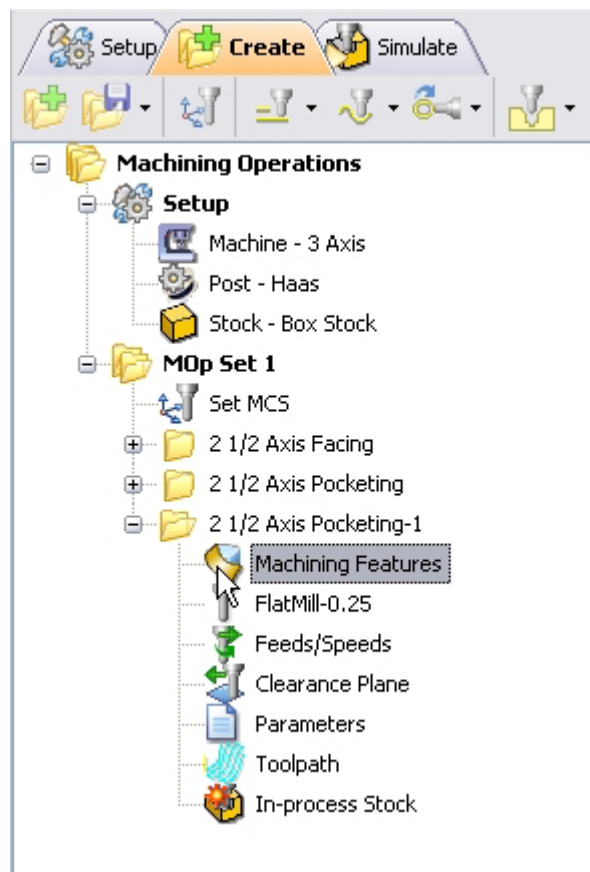 Setup Create Simulate
Machining Operations
Setup
Machine - 3 Axis
Post - Haas
Stock - Box Stock
MOp Set 1
Set MCS
2 1/2 Axis Facing
2 1/2 Axis Pocketing
2 1/2 Axis Pocketing-1
Machining Features
FlatMill-0.25
Feeds/Speeds
Clearance Plane
Parameters
Toolpath
In-process Stock